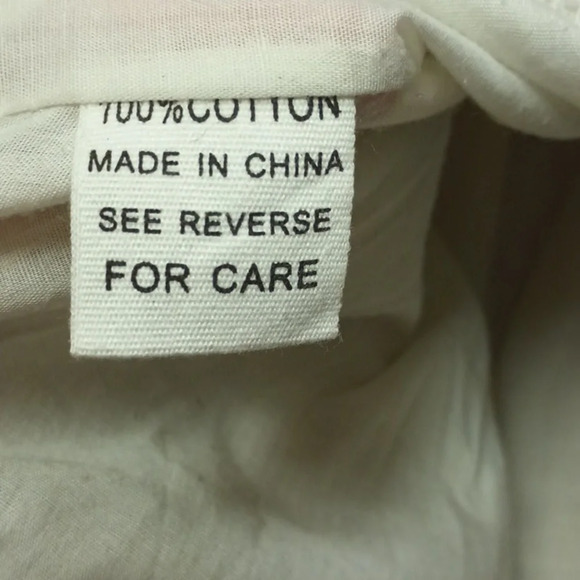 100%COTTON
MADE IN CHINA
SEE REVERSE
FOR CARE